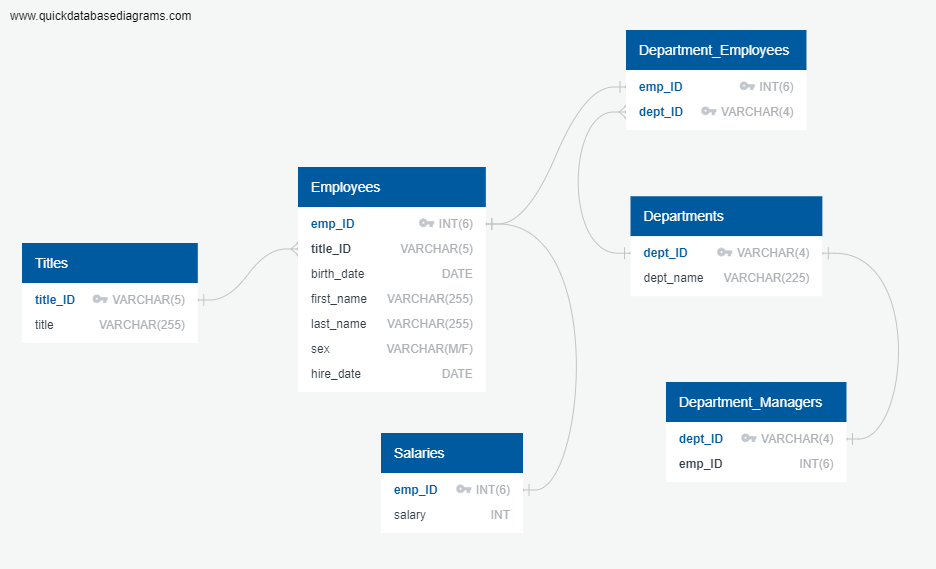 www.quickdatabasediagrams.com
Department_Employees
emp_ID INT(6)
dept_ID VARCHAR(4)
Employees
emp_ID INT(6)
title_ID VARCHAR(5)
birth_date DATE
first_name VARCHAR(255)
last_name VARCHAR(255)
sex VARCHAR(M/F)
hire_date DATE
Departments
dept_ID VARCHAR(4)
dept_name VARCHAR(225)
Titles
title_ID VARCHAR(5)
title VARCHAR(255)
Department_Managers
dept_ID VARCHAR(4)
emp_ID INT(6)
Salaries
emp_ID INT(6)
salary INT